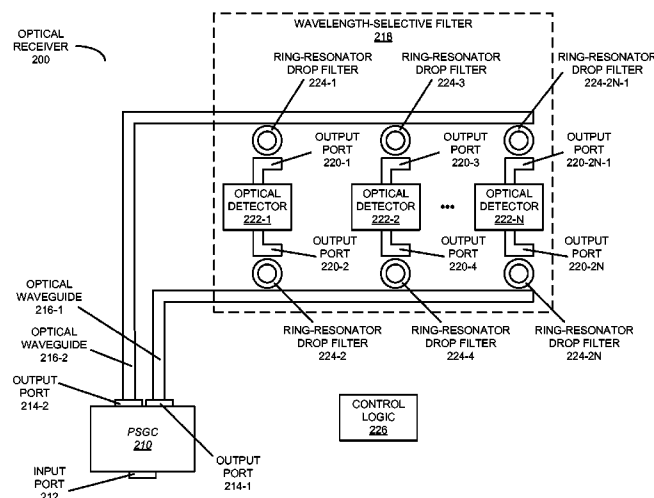 OPTICAL
RECEIVER
200
WAVELENGTH-SELECTIVE FILTER
218
RING-RESONATOR
DROP FILTER
224-1
RING-RESONATOR
DROP FILTER
224-3
RING-RESONATOR
DROP FILTER
224-2N-1
OUTPUT
PORT
220-1
OUTPUT
PORT
220-3
OUTPUT
PORT
220-2N-1
OPTICAL
DETECTOR
222-1
OPTICAL
DETECTOR
222-2
•••
OPTICAL
DETECTOR
222-N
OUTPUT
PORT
220-2
OUTPUT
PORT
220-4
OUTPUT
PORT
220-2N
OPTICAL
WAVEGUIDE
216-1
OPTICAL
WAVEGUIDE
216-2
RING-RESONATOR
DROP FILTER
224-2
RING-RESONATOR
DROP FILTER
224-4
RING-RESONATOR
DROP FILTER
224-2N
OUTPUT
PORT
214-2
PSGC
210
INPUT
PORT
212
OUTPUT
PORT
214-1
CONTROL
LOGIC
226